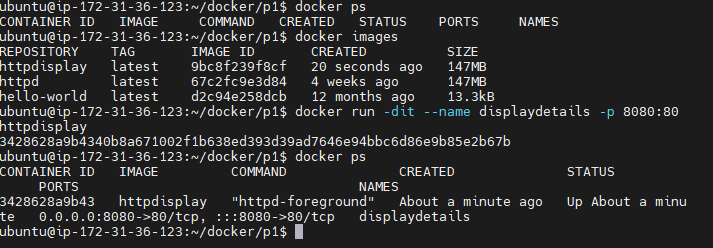 ubuntu@ip-172-31-36-123:~/docker/p1$ docker ps
CONTAINER ID   IMAGE     COMMAND   CREATED   STATUS    PORTS     NAMES
ubuntu@ip-172-31-36-123:~/docker/p1$ docker images
REPOSITORY    TAG       IMAGE ID       CREATED          SIZE
httpdisplay   latest    9bc8f239f8cf   20 seconds ago   147MB
httpd         latest    67c2fc9e3d84   4 weeks ago      147MB
hello-world   latest    d2c94e258dcb   12 months ago    13.3kB
ubuntu@ip-172-31-36-123:~/docker/p1$ docker run -dit --name displaydetails -p 8080:80
httpdisplay
3428628a9b4340b8a671002f1b638ed393d39ad7646e94bbc6d86e9b85e2b67b
ubuntu@ip-172-31-36-123:~/docker/p1$ docker ps
CONTAINER ID   IMAGE         COMMAND              CREATED              STATUS
     PORTS                                   NAMES
3428628a9b43   httpdisplay   "httpd-foreground"   About a minute ago   Up About a minu
te   0.0.0.0:8080->80/tcp, :::8080->80/tcp   displaydetails
ubuntu@ip-172-31-36-123:~/docker/p1$